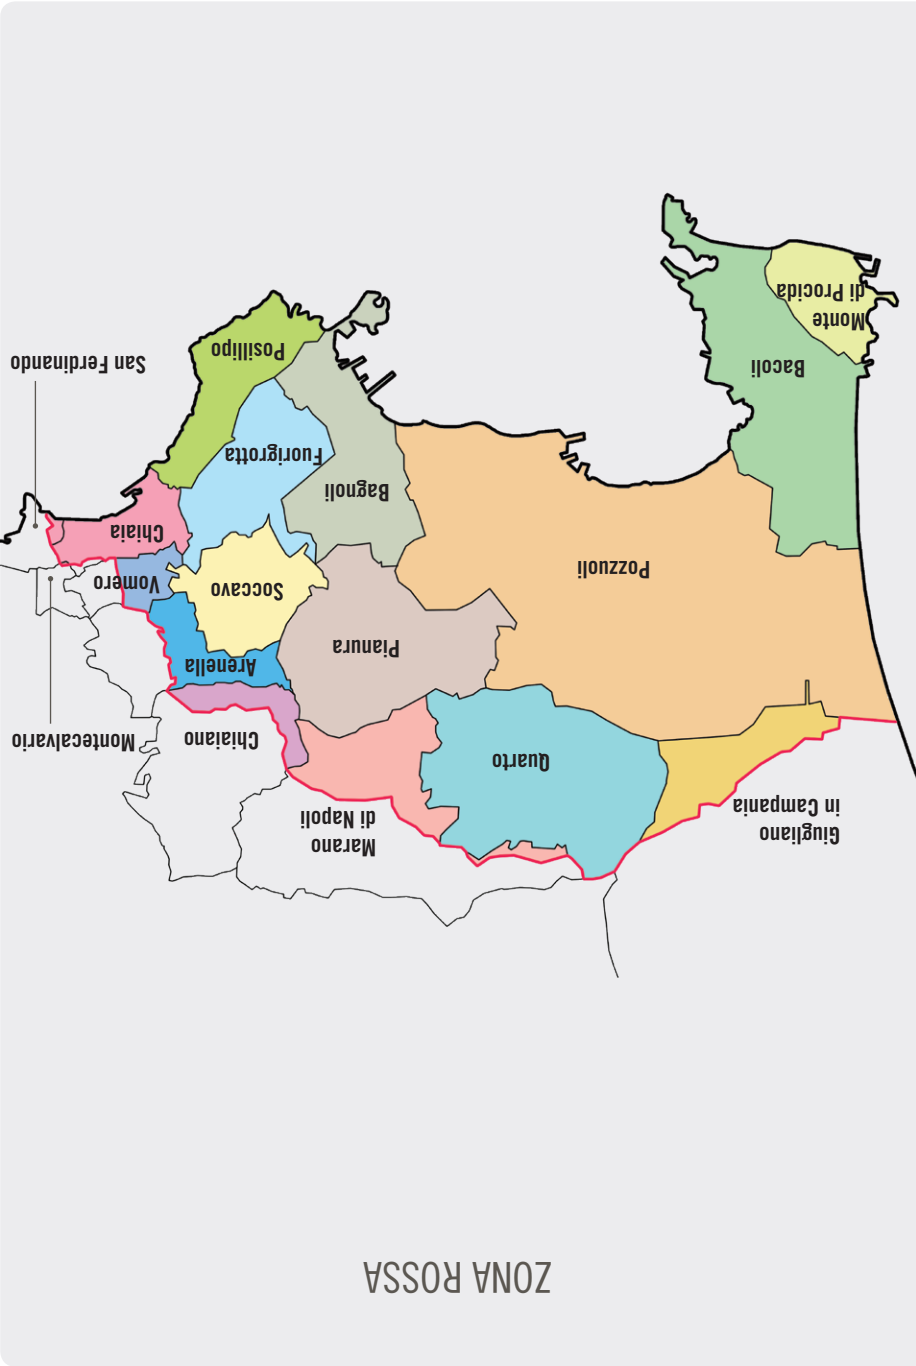 ZONA ROSSA
Giugliano
in Campania
Marano
di Napoli
Quarto
Chiaiano
Montecalvario
Arenella
Pianura
Pozzuoli
Soccavo
Vomero
Chiaia
Bagnoli
Fuorigrotta
San Ferdinando
Posillipo
Bacoli
Monte
di Procida